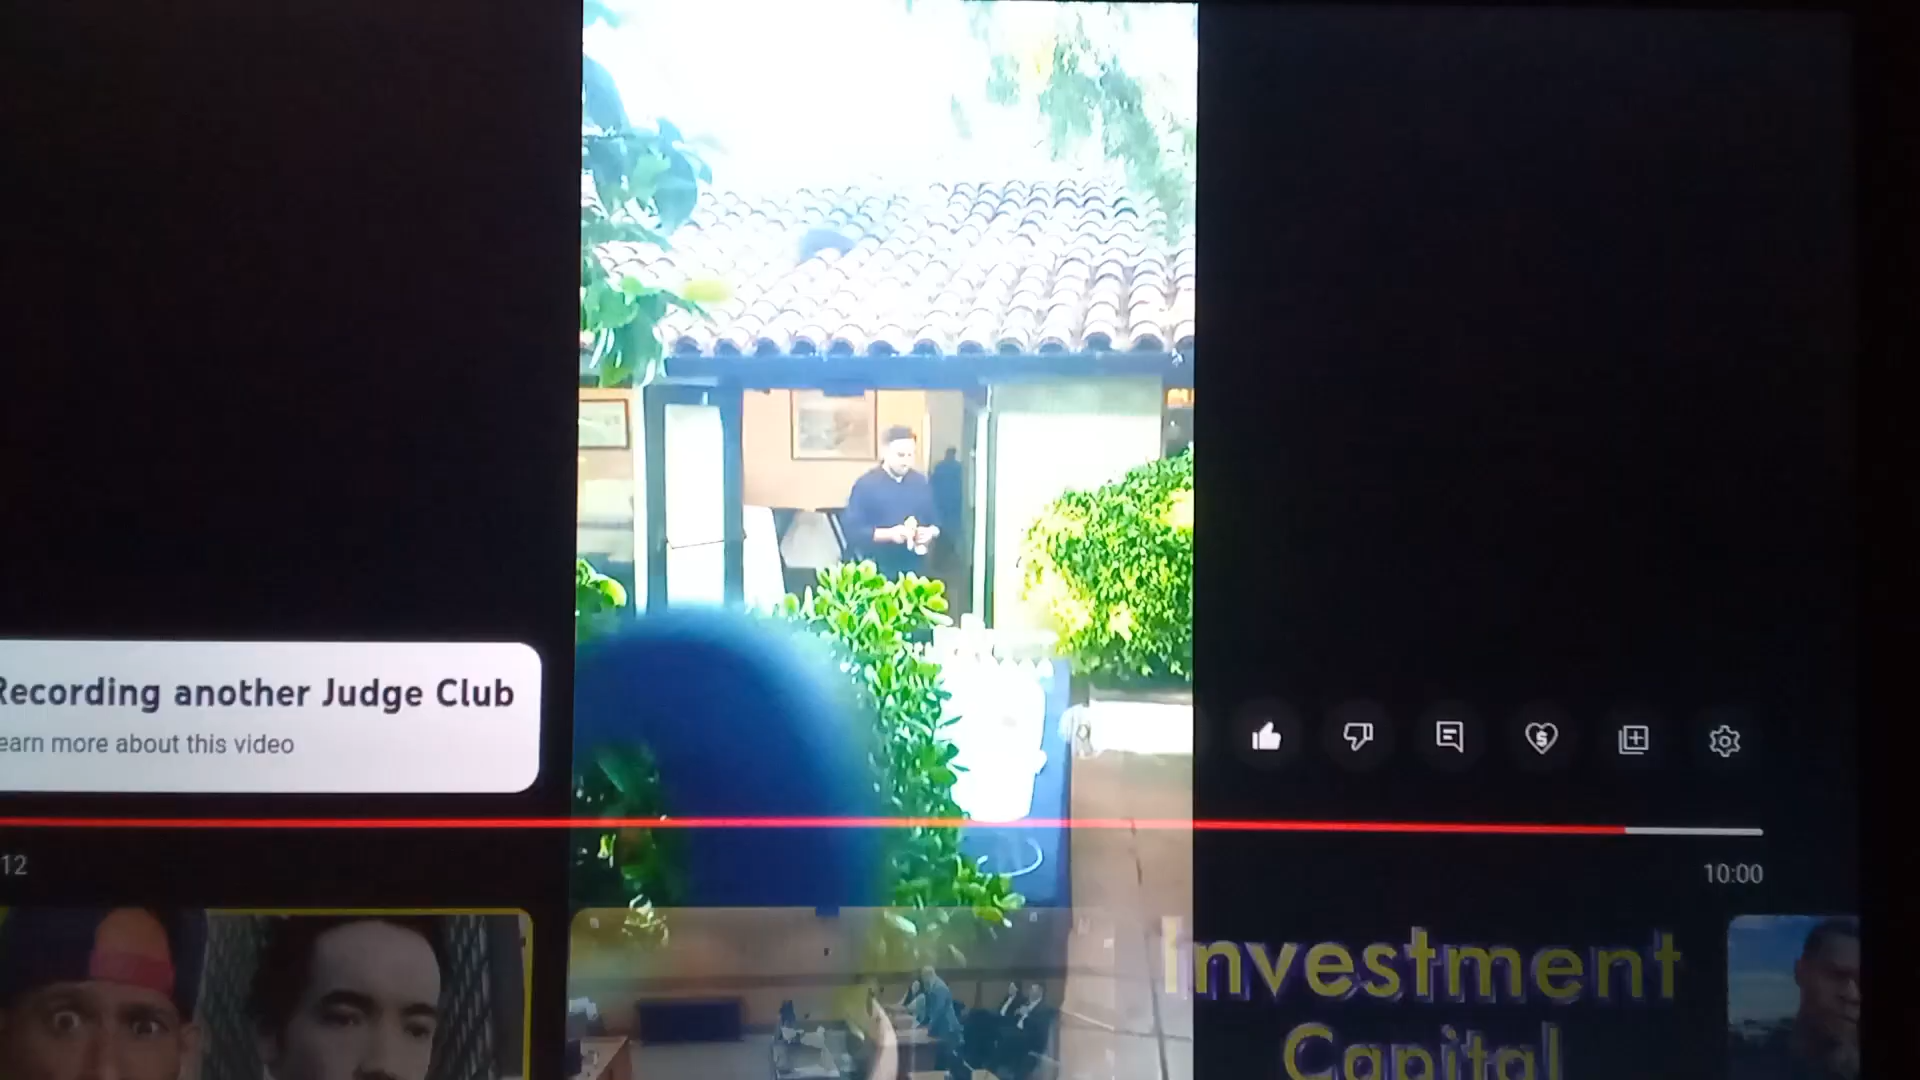 Recording another Judge Club
earn more about this video
12
10:00
Investment
Capital